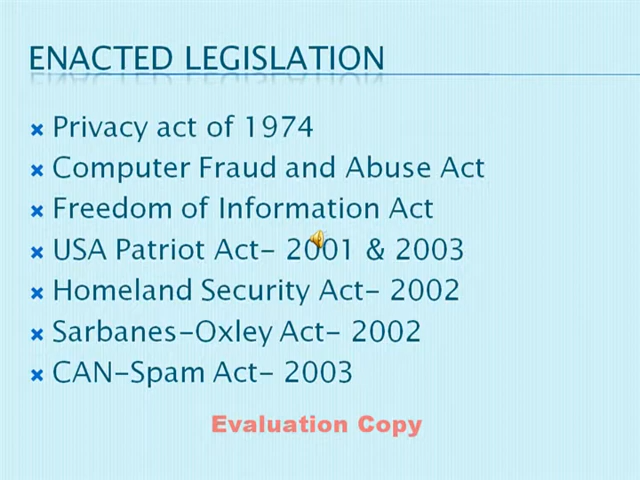 ENACTED LEGISLATION
Privacy act of 1974
Computer Fraud and Abuse Act
Freedom of Information Act
USA Patriot Act- 2001 & 2003
Homeland Security Act- 2002
Sarbanes-Oxley Act- 2002
CAN-Spam Act- 2003
Evaluation Copy